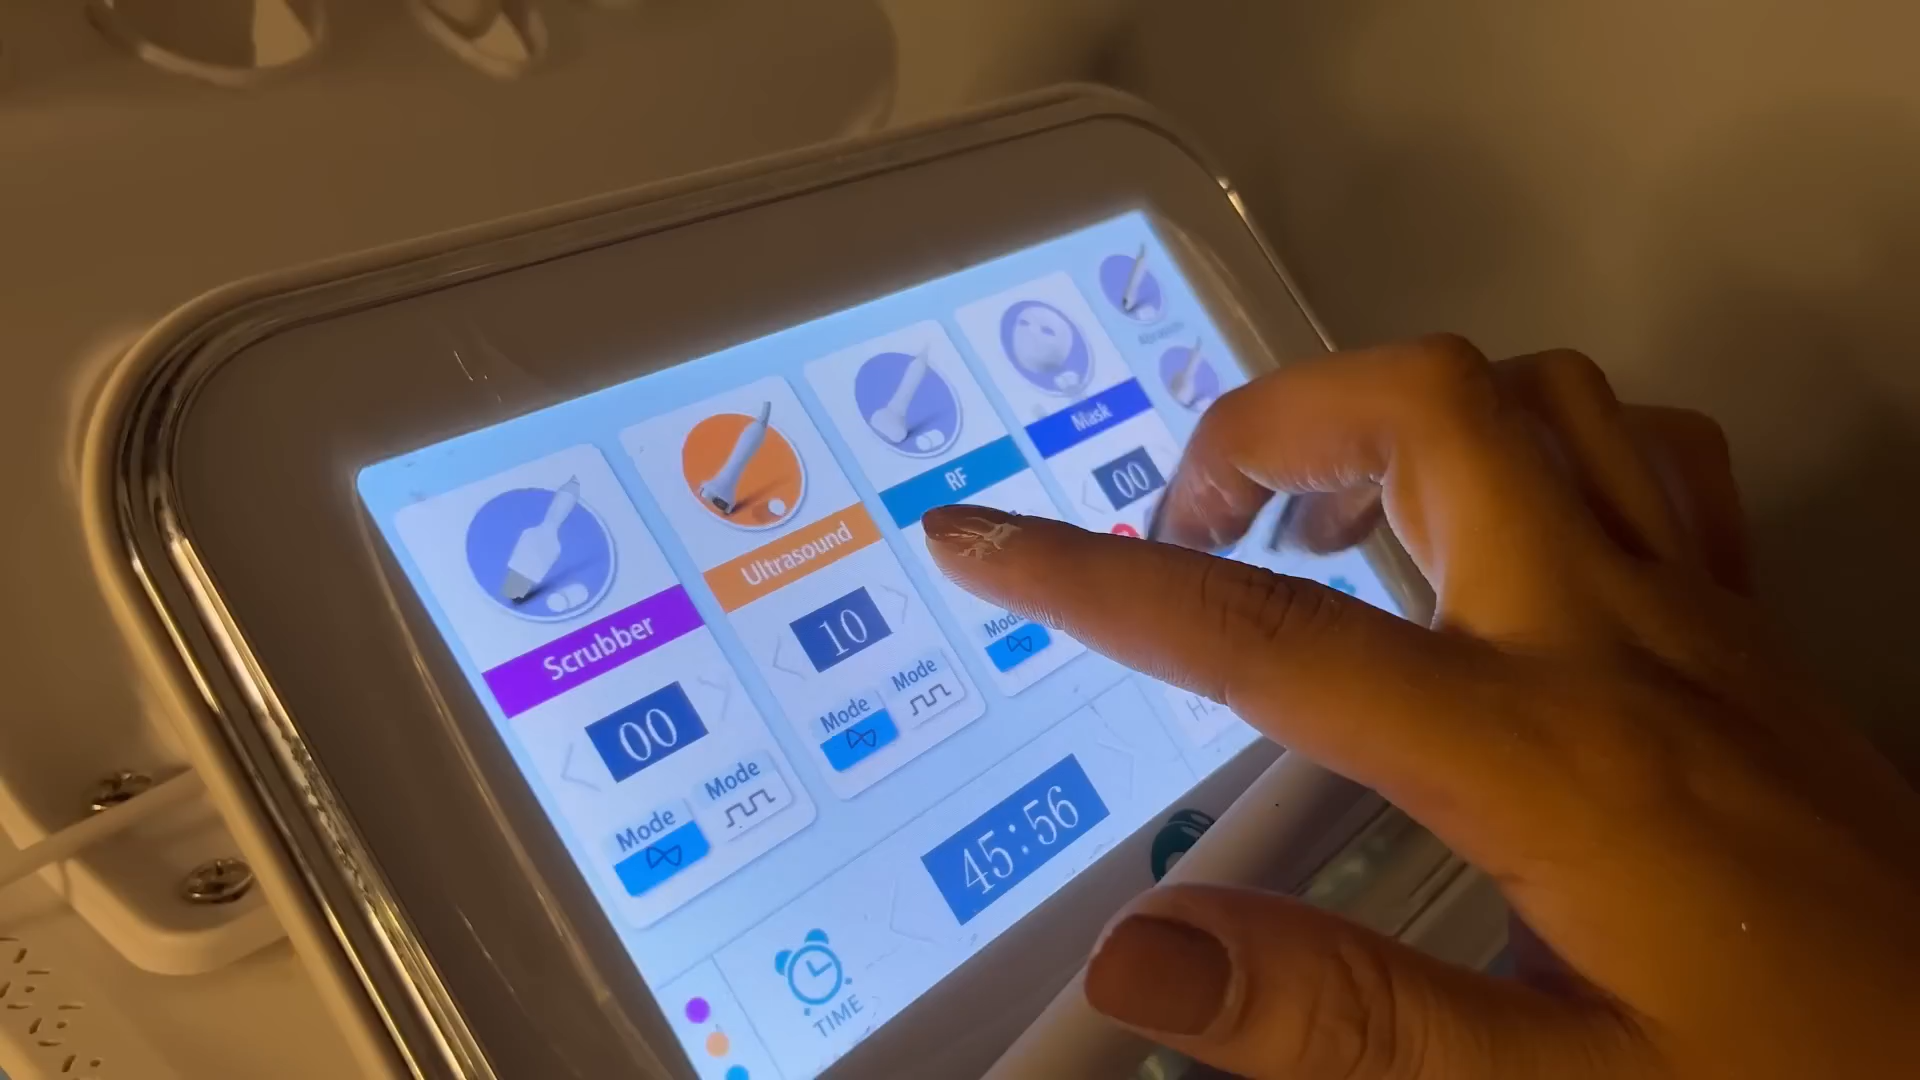 Scrubber
00
Mode
Mode
Ultrasound
10
Mode
Mode
RF
Mode
Mask
00
TIME
45:56